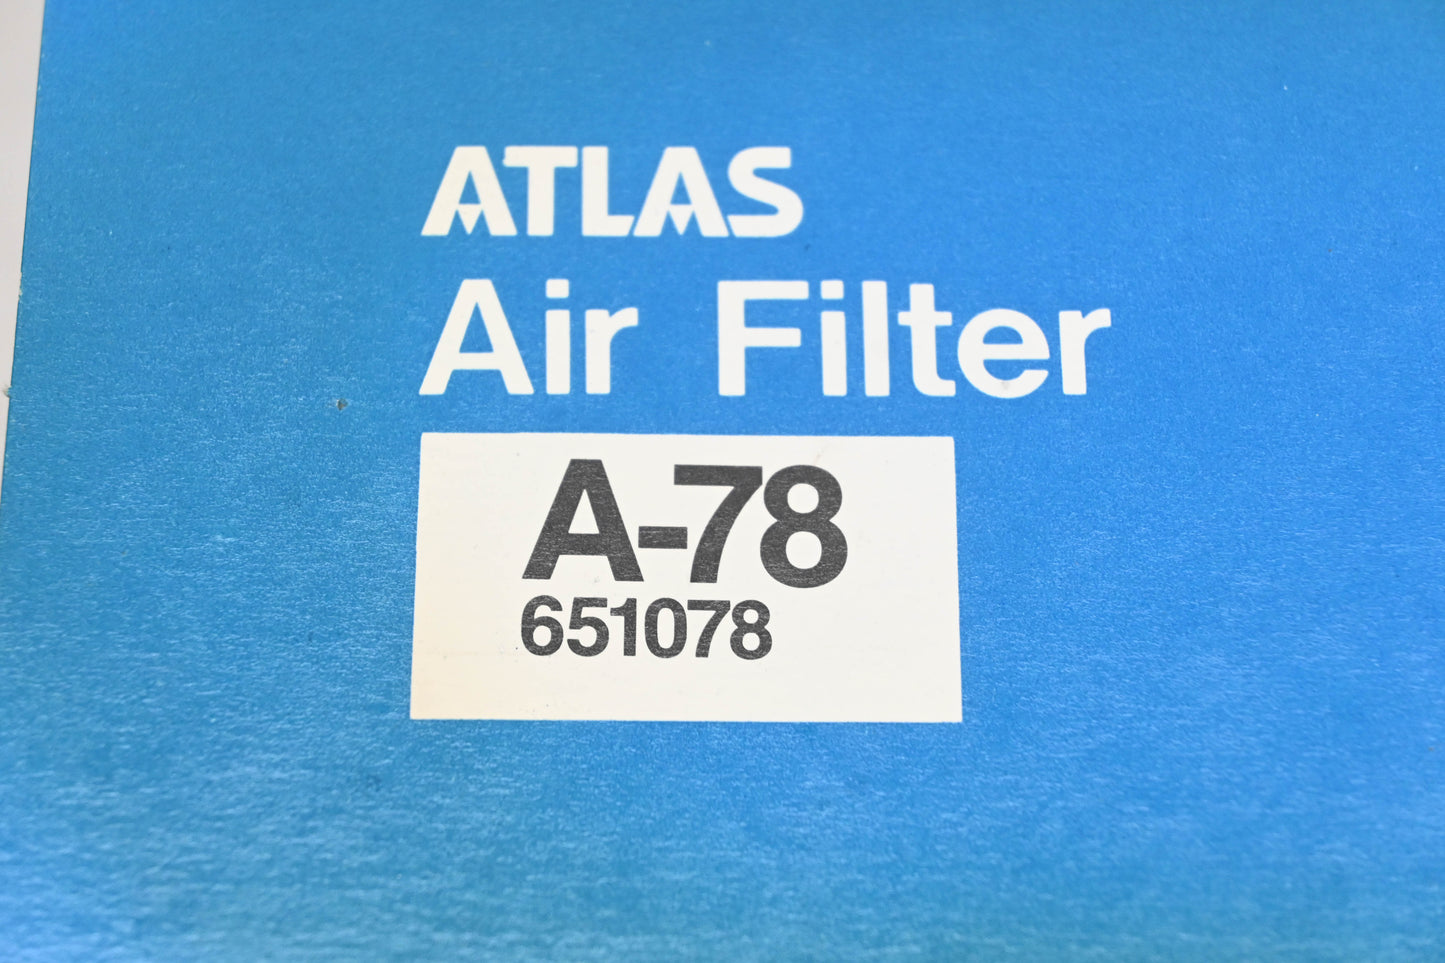 ATLAS
Air Filter
A-78
651078